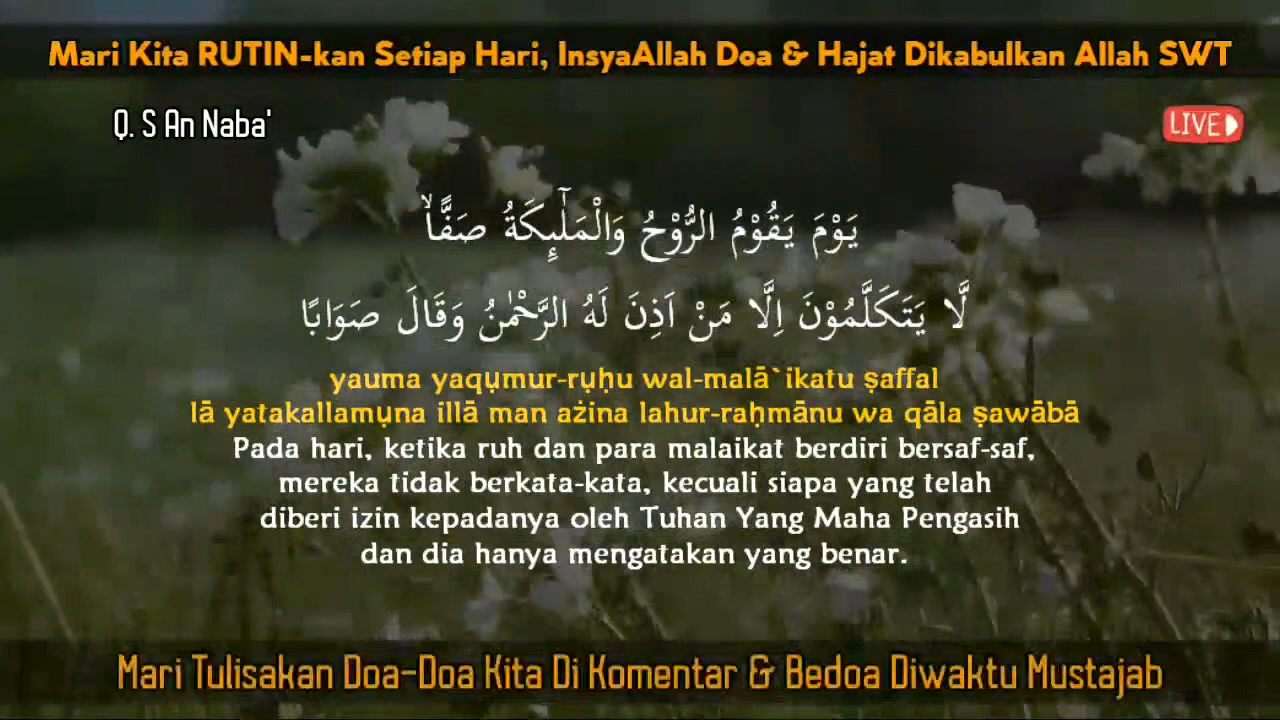 Mari Kita RUTIN-kan Setiap Hari, InsyaAllah Doa & Hajat Dikabulkan Allah SWT
Q. S An Naba'
LIVE
يَوْمَ يَقُوْمُ الرُّوْحُ وَالْمَلٰۤىِٕكَةُ صَفًّاۙ
لَّا يَتَكَلَّمُوْنَ اِلَّا مَنْ اَذِنَ لَهُ الرَّحْمٰنُ وَقَالَ صَوَابًا
yauma yaqụmur-rụḥu wal-malā`ikatu ṣaffal
lā yatakallamụna illā man ażina lahur-raḥmānu wa qāla ṣawābā
Pada hari, ketika ruh dan para malaikat berdiri bersaf-saf,
mereka tidak berkata-kata, kecuali siapa yang telah
diberi izin kepadanya oleh Tuhan Yang Maha Pengasih
dan dia hanya mengatakan yang benar.
Mari Tulisakan Doa-Doa Kita Di Komentar & Bedoa Diwaktu Mustajab